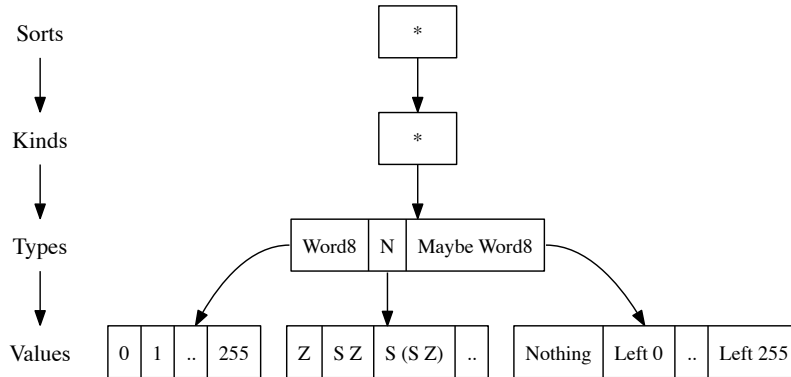 Sorts *
Kinds *
Types Word8 N Maybe Word8
Values 0 1 .. 255 Z S Z S (S Z) .. Nothing Left 0 .. Left 255